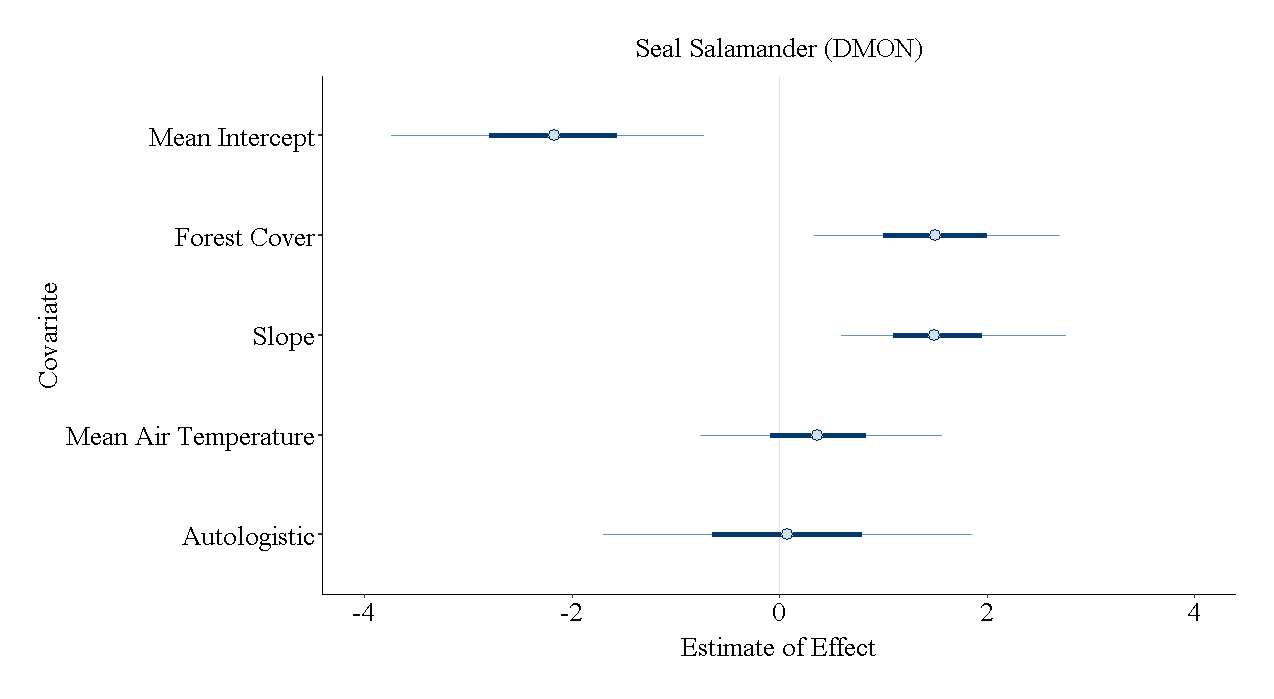 Seal Salamander (DMON)
Mean Intercept
Forest Cover
Slope
Mean Air Temperature
Autologistic
Covariate
-4
-2
0
2
4
Estimate of Effect